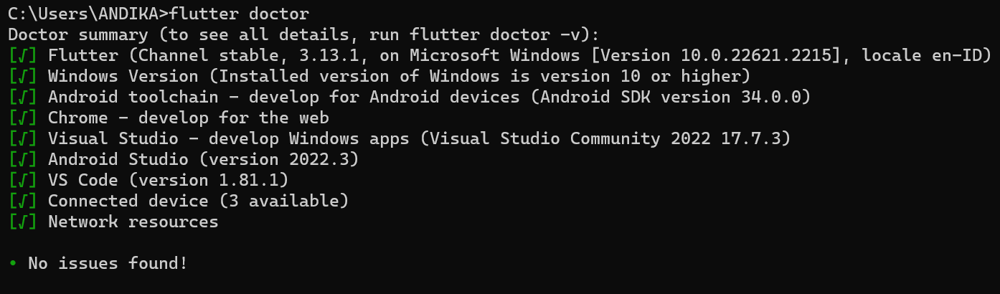 C:\Users\ANDIKA>flutter doctor
Doctor summary (to see all details, run flutter doctor -v):
[√] Flutter (Channel stable, 3.13.1, on Microsoft Windows [Version 10.0.22621.2215], locale en-ID)
[√] Windows Version (Installed version of Windows is version 10 or higher)
[√] Android toolchain - develop for Android devices (Android SDK version 34.0.0)
[√] Chrome - develop for the web
[√] Visual Studio - develop Windows apps (Visual Studio Community 2022 17.7.3)
[√] Android Studio (version 2022.3)
[√] VS Code (version 1.81.1)
[√] Connected device (3 available)
[√] Network resources
• No issues found!